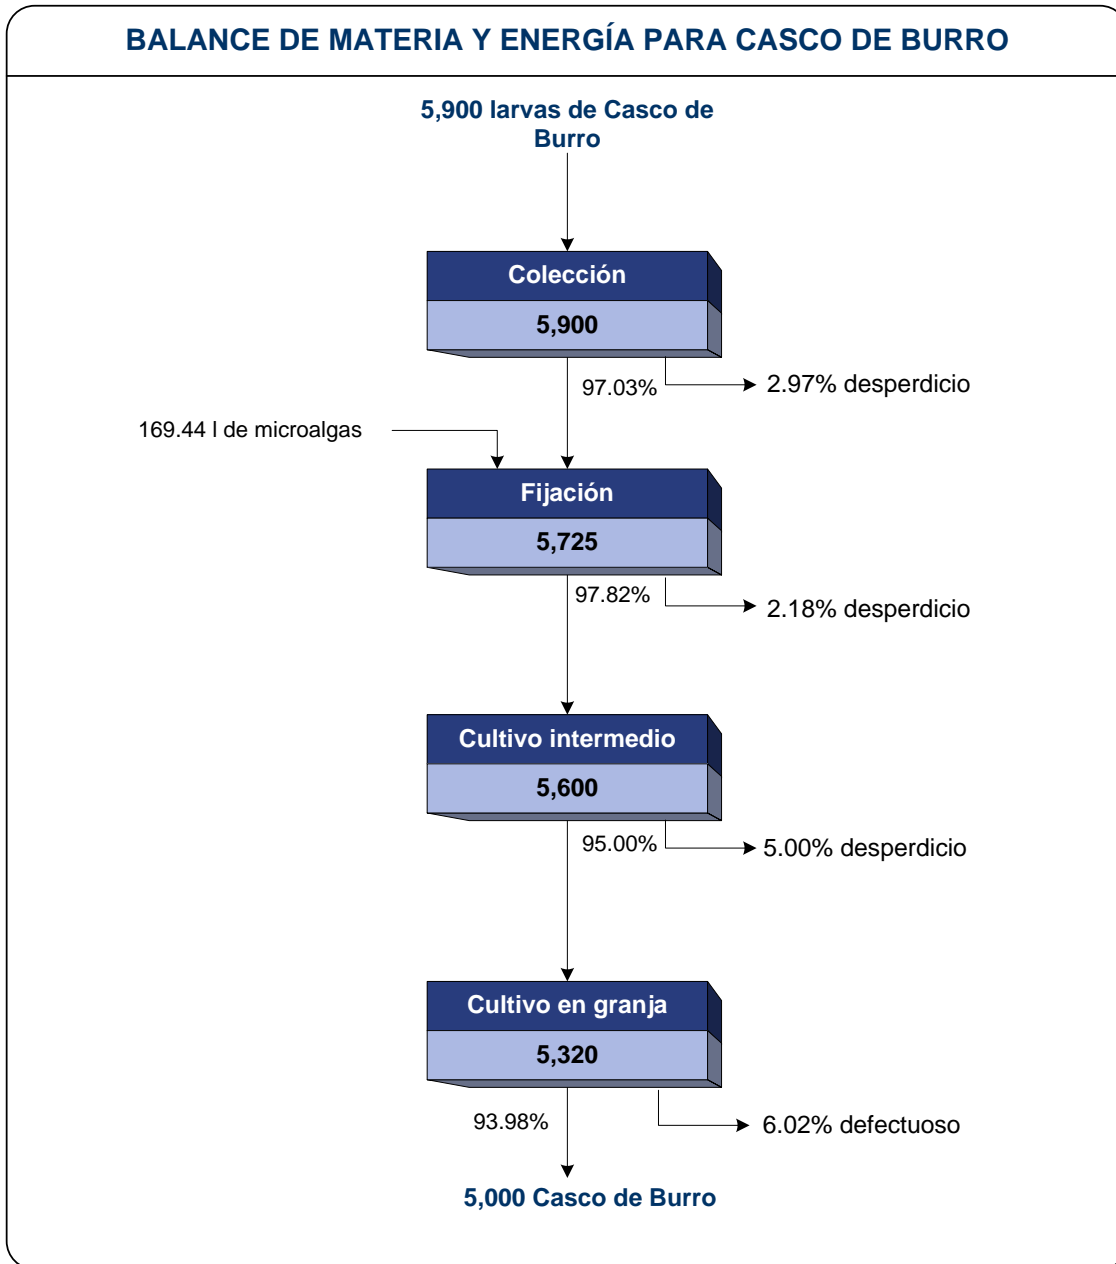 BALANCE DE MATERIA Y ENERGÍA PARA CASCO DE BURRO
5,900 larvas de Casco de
Burro
Colección
5,900
97.03%
2.97% desperdicio
169.44 l de microalgas
Fijación
5,725
97.82%
2.18% desperdicio
Cultivo intermedio
5,600
95.00%
5.00% desperdicio
Cultivo en granja
5,320
93.98%
6.02% defectuoso
5,000 Casco de Burro